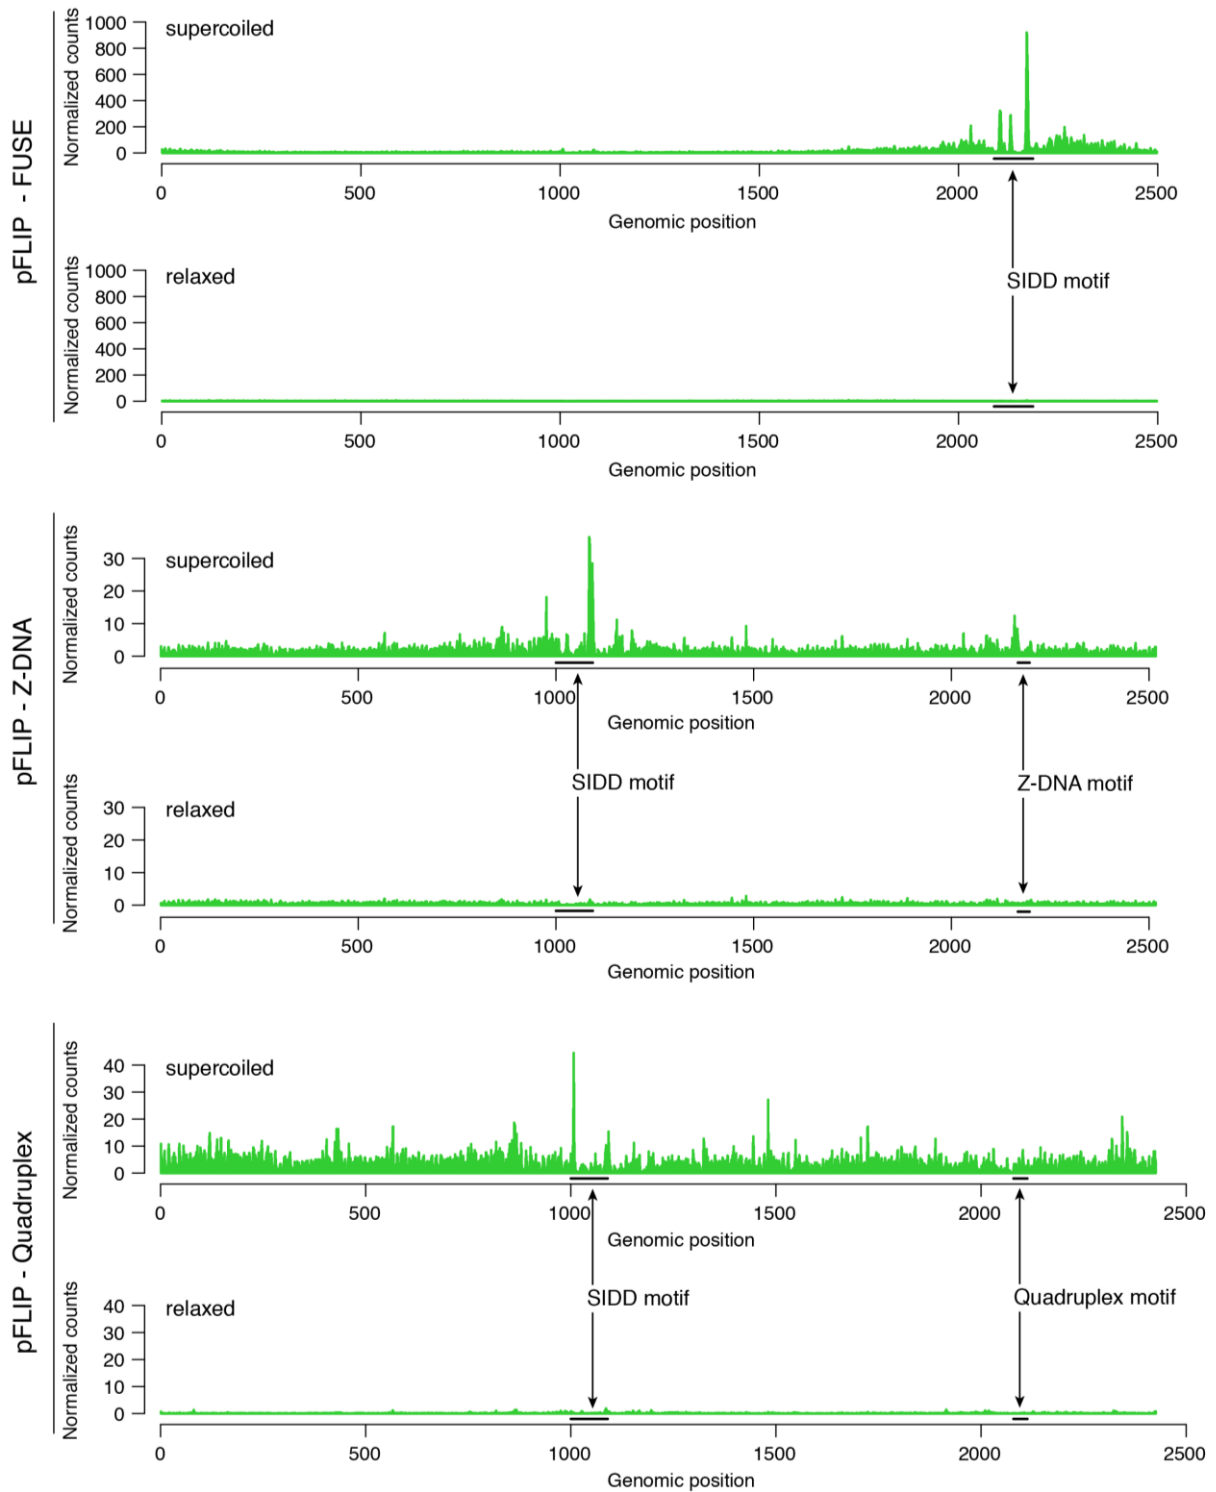 pFLIP - FUSE
Normalized counts
supercoiled
1000
800
600
400
200
0
0 500 1000 1500 2000 2500
Genomic position
SIDD motif
Normalized counts
relaxed
1000
800
600
400
200
0
0 500 1000 1500 2000 2500
Genomic position
pFLIP - Z-DNA
Normalized counts
supercoiled
30
20
10
0
0 500 1000 1500 2000 2500
Genomic position
SIDD motif Z-DNA motif
Normalized counts
relaxed
30
20
10
0
0 500 1000 1500 2000 2500
Genomic position
pFLIP - Quadruplex
Normalized counts
supercoiled
40
30
20
10
0
0 500 1000 1500 2000 2500
Genomic position
SIDD motif Quadruplex motif
Normalized counts
relaxed
40
30
20
10
0
0 500 1000 1500 2000 2500
Genomic position